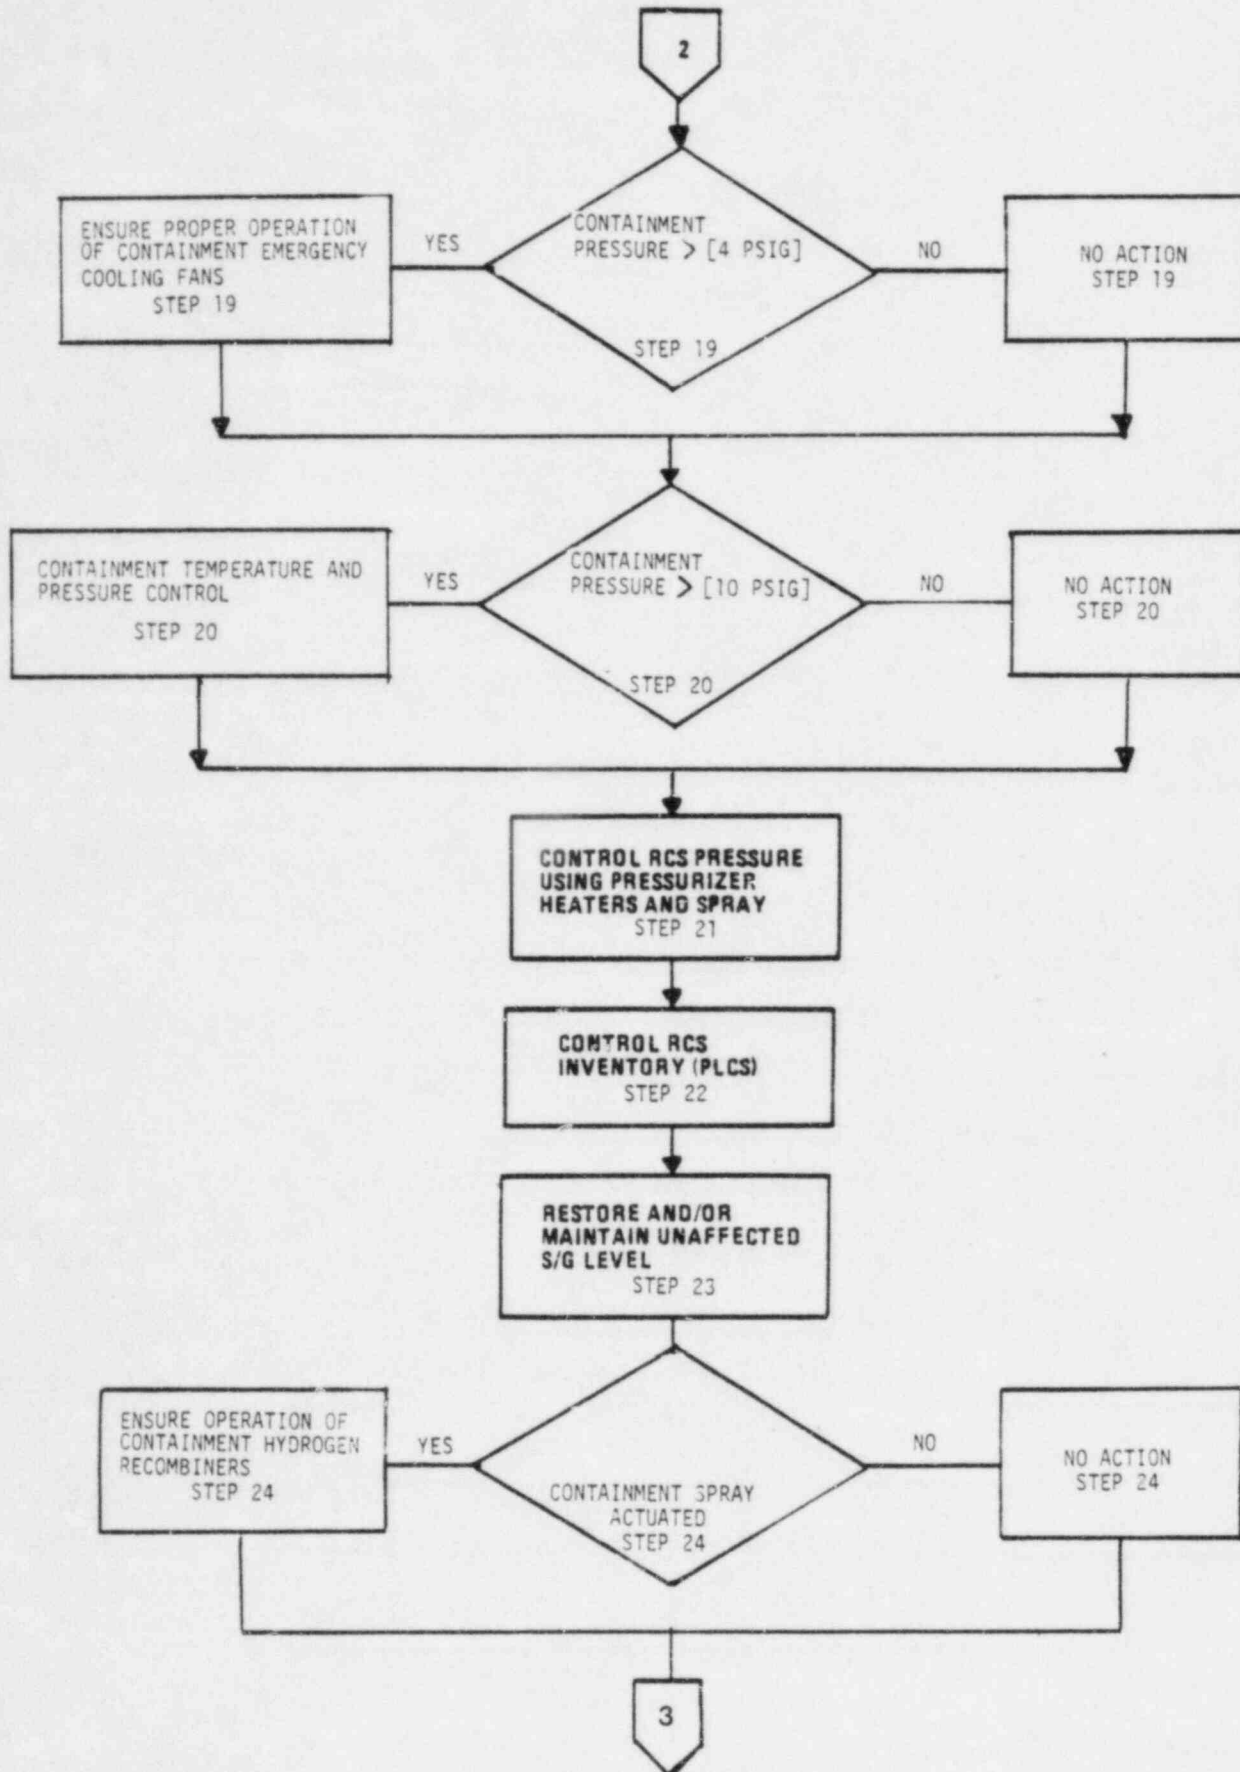 2
CONTAINMENT
PRESSURE > [4 PSIG]
STEP 19
YES
ENSURE PROPER OPERATION
OF CONTAINMENT EMERGENCY
COOLING FANS
STEP 19
NO
NO ACTION
STEP 19
CONTAINMENT
PRESSURE > [10 PSIG]
STEP 20
YES
CONTAINMENT TEMPERATURE AND
PRESSURE CONTROL
STEP 20
NO
NO ACTION
STEP 20
CONTROL RCS PRESSURE
USING PRESSURIZER
HEATERS AND SPRAY
STEP 21
CONTROL RCS
INVENTORY (PLCS)
STEP 22
RESTORE AND/OR
MAINTAIN UNAFFECTED
S/G LEVEL
STEP 23
CONTAINMENT SPRAY
ACTUATED
STEP 24
YES
ENSURE OPERATION OF
CONTAINMENT HYDROGEN
RECOMBINERS
STEP 24
NO
NO ACTION
STEP 24
3